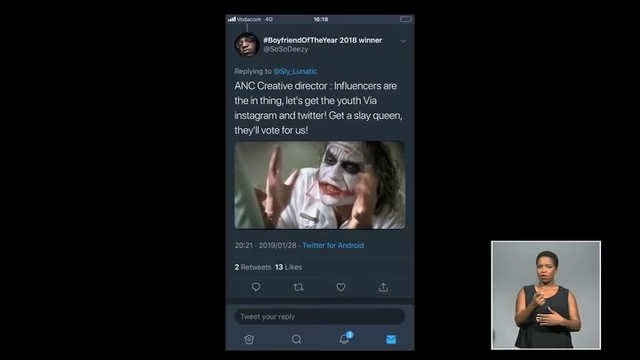 Vodacom 4G 16:18
#BoyfriendOfTheYear 2018 winner
@SoSoDeezy
Replying to @Sly_Lunatic
ANC Creative director : Influencers are
the in thing, let's get the youth Via
instagram and twitter! Get a slay queen,
they'll vote for us!
20:21 · 2019/01/28 · Twitter for Android
2 Retweets 13 Likes
Tweet your reply